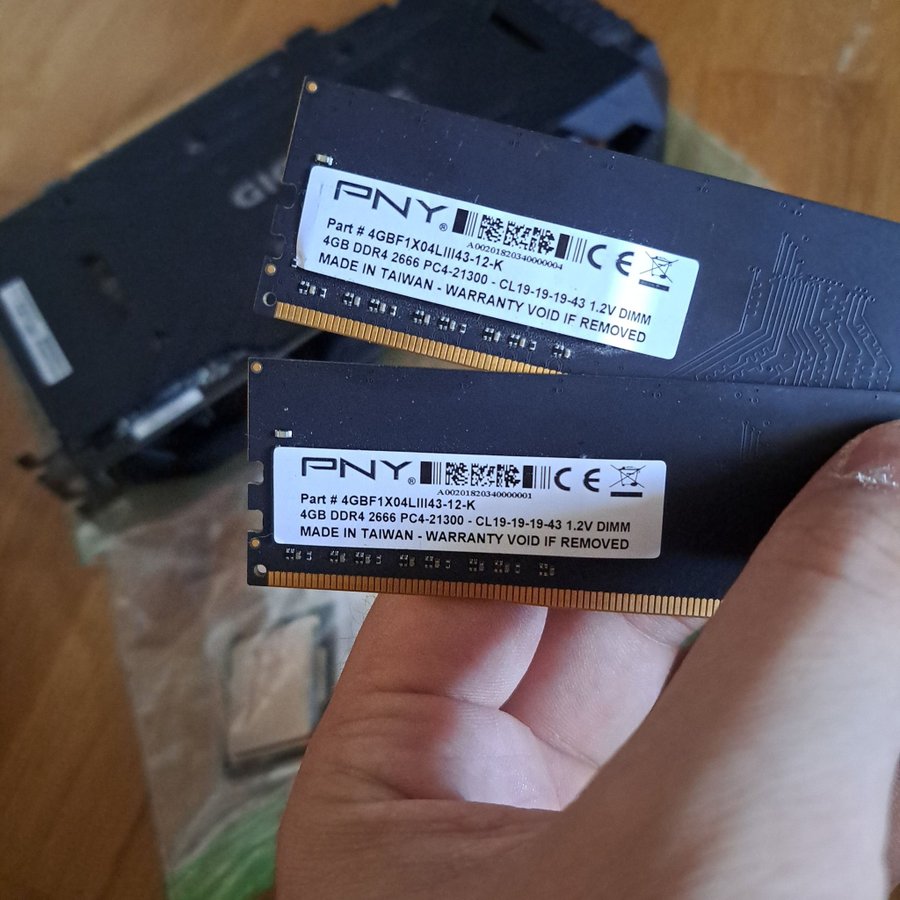 PNY®
A00201820340000004
Part # 4GBF1X04LIII43-12-K
4GB DDR4 2666 PC4-21300 - CL19-19-19-43 1.2V DIMM
MADE IN TAIWAN - WARRANTY VOID IF REMOVED
PNY®
A00201820340000001
Part # 4GBF1X04LIII43-12-K
4GB DDR4 2666 PC4-21300 - CL19-19-19-43 1.2V DIMM
MADE IN TAIWAN - WARRANTY VOID IF REMOVED